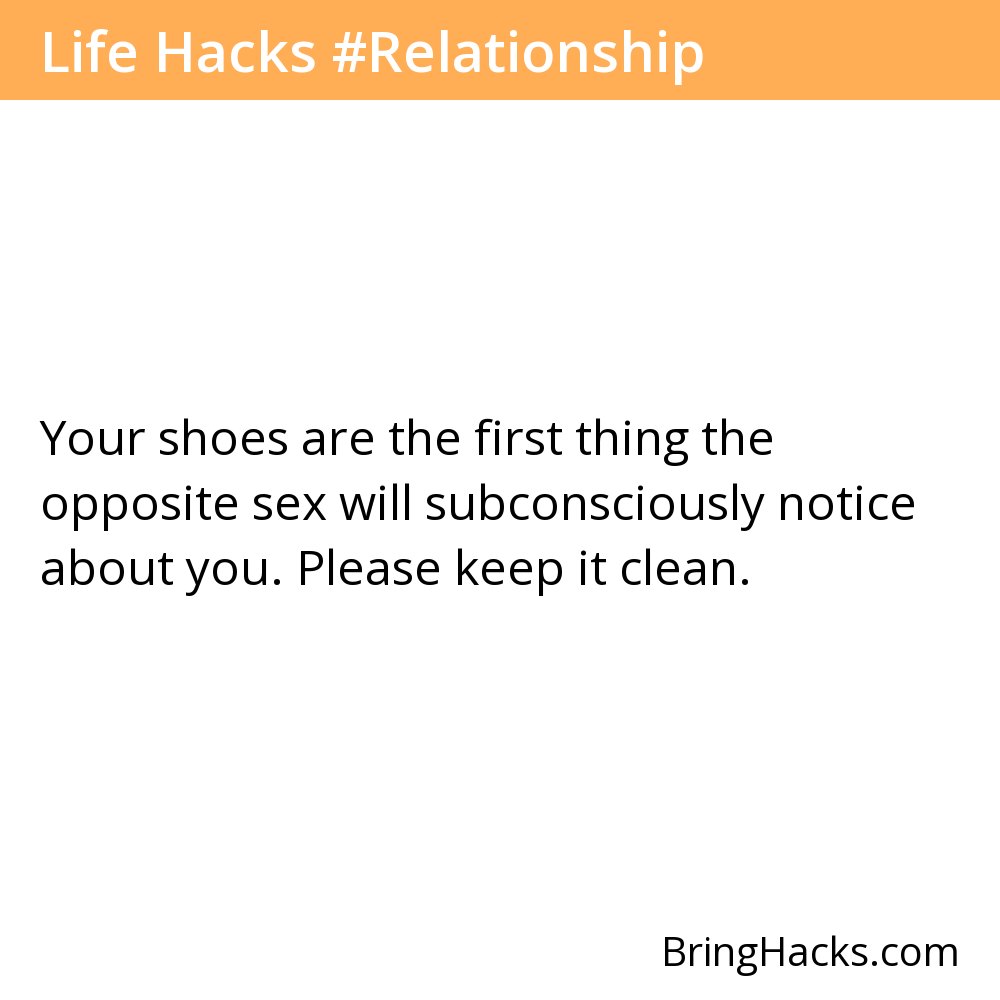 Life Hacks #Relationship
Your shoes are the first thing the
opposite sex will subconsciously notice
about you. Please keep it clean.
BringHacks.com